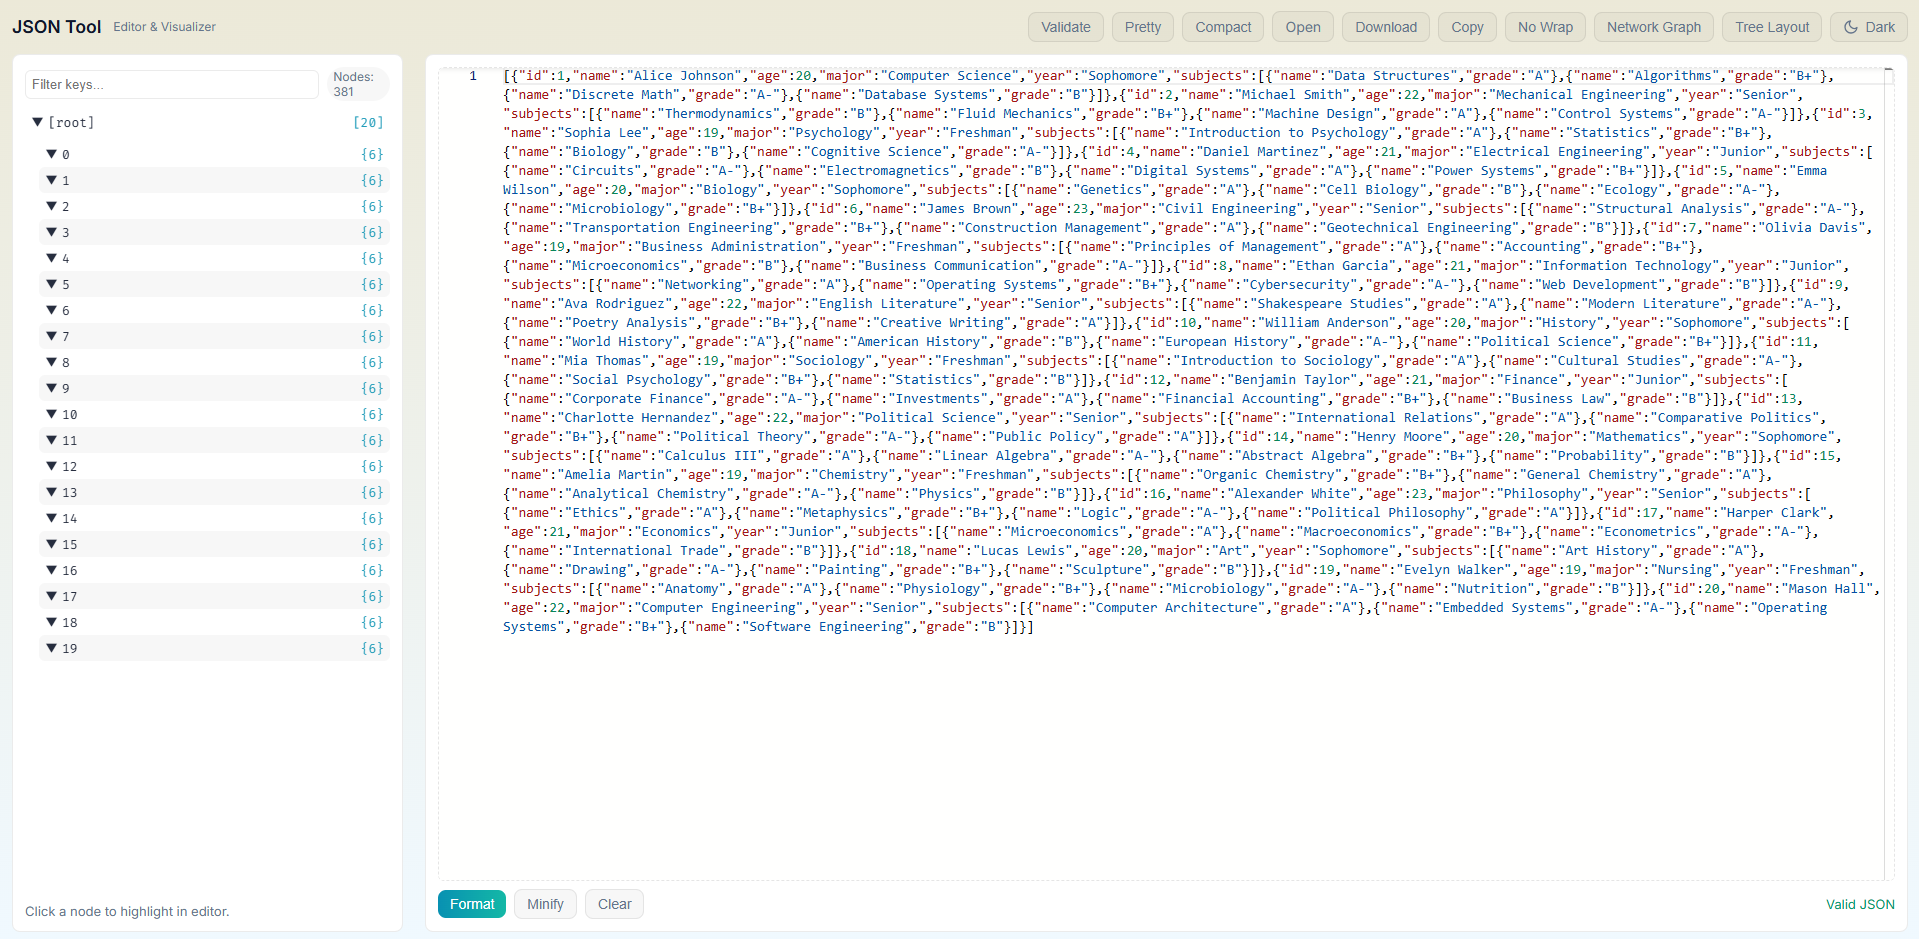 JSON Tool Editor & Visualizer Validate Pretty Compact Open Download Copy No Wrap Network Graph Tree Layout Dark
Filter keys...
Nodes:
381
▼ [root] [20]
▼ 0 {6}
▼ 1 {6}
▼ 2 {6}
▼ 3 {6}
▼ 4 {6}
▼ 5 {6}
▼ 6 {6}
▼ 7 {6}
▼ 8 {6}
▼ 9 {6}
▼ 10 {6}
▼ 11 {6}
▼ 12 {6}
▼ 13 {6}
▼ 14 {6}
▼ 15 {6}
▼ 16 {6}
▼ 17 {6}
▼ 18 {6}
▼ 19 {6}
Click a node to highlight in editor.
1
[{"id":1,"name":"Alice Johnson","age":20,"major":"Computer Science","year":"Sophomore","subjects":[{"name":"Data Structures","grade":"A"},{"name":"Algorithms","grade":"B+"},
{"name":"Discrete Math","grade":"A-"},{"name":"Database Systems","grade":"B"}]},{"id":2,"name":"Michael Smith","age":22,"major":"Mechanical Engineering","year":"Senior",
"subjects":[{"name":"Thermodynamics","grade":"B"},{"name":"Fluid Mechanics","grade":"B+"},{"name":"Machine Design","grade":"A"},{"name":"Control Systems","grade":"A-"}]},{"id":3,
"name":"Sophia Lee","age":19,"major":"Psychology","year":"Freshman","subjects":[{"name":"Introduction to Psychology","grade":"A"},{"name":"Statistics","grade":"B+"},
{"name":"Biology","grade":"B"},{"name":"Cognitive Science","grade":"A-"}]},{"id":4,"name":"Daniel Martinez","age":21,"major":"Electrical Engineering","year":"Junior","subjects":[
{"name":"Circuits","grade":"A-"},{"name":"Electromagnetics","grade":"B"},{"name":"Digital Systems","grade":"A"},{"name":"Power Systems","grade":"B+"}]},{"id":5,"name":"Emma
Wilson","age":20,"major":"Biology","year":"Sophomore","subjects":[{"name":"Genetics","grade":"A"},{"name":"Cell Biology","grade":"B"},{"name":"Ecology","grade":"A-"},
{"name":"Microbiology","grade":"B+"}]},{"id":6,"name":"James Brown","age":23,"major":"Civil Engineering","year":"Senior","subjects":[{"name":"Structural Analysis","grade":"A-"},
{"name":"Transportation Engineering","grade":"B+"},{"name":"Construction Management","grade":"A"},{"name":"Geotechnical Engineering","grade":"B"}]},{"id":7,"name":"Olivia Davis",
"age":19,"major":"Business Administration","year":"Freshman","subjects":[{"name":"Principles of Management","grade":"A"},{"name":"Accounting","grade":"B+"},
{"name":"Microeconomics","grade":"B"},{"name":"Business Communication","grade":"A-"}]},{"id":8,"name":"Ethan Garcia","age":21,"major":"Information Technology","year":"Junior",
"subjects":[{"name":"Networking","grade":"A"},{"name":"Operating Systems","grade":"B+"},{"name":"Cybersecurity","grade":"A-"},{"name":"Web Development","grade":"B"}]},{"id":9,
"name":"Ava Rodriguez","age":22,"major":"English Literature","year":"Senior","subjects":[{"name":"Shakespeare Studies","grade":"A"},{"name":"Modern Literature","grade":"A-"},
{"name":"Poetry Analysis","grade":"B+"},{"name":"Creative Writing","grade":"A"}]},{"id":10,"name":"William Anderson","age":20,"major":"History","year":"Sophomore","subjects":[
{"name":"World History","grade":"A"},{"name":"American History","grade":"B"},{"name":"European History","grade":"A-"},{"name":"Political Science","grade":"B+"}]},{"id":11,
"name":"Mia Thomas","age":19,"major":"Sociology","year":"Freshman","subjects":[{"name":"Introduction to Sociology","grade":"A"},{"name":"Cultural Studies","grade":"A-"},
{"name":"Social Psychology","grade":"B+"},{"name":"Statistics","grade":"B"}]},{"id":12,"name":"Benjamin Taylor","age":21,"major":"Finance","year":"Junior","subjects":[
{"name":"Corporate Finance","grade":"A-"},{"name":"Investments","grade":"A"},{"name":"Financial Accounting","grade":"B+"},{"name":"Business Law","grade":"B"}]},{"id":13,
"name":"Charlotte Hernandez","age":22,"major":"Political Science","year":"Senior","subjects":[{"name":"International Relations","grade":"A"},{"name":"Comparative Politics",
"grade":"B+"},{"name":"Political Theory","grade":"A-"},{"name":"Public Policy","grade":"A"}]},{"id":14,"name":"Henry Moore","age":20,"major":"Mathematics","year":"Sophomore",
"subjects":[{"name":"Calculus III","grade":"A"},{"name":"Linear Algebra","grade":"A-"},{"name":"Abstract Algebra","grade":"B+"},{"name":"Probability","grade":"B"}]},{"id":15,
"name":"Amelia Martin","age":19,"major":"Chemistry","year":"Freshman","subjects":[{"name":"Organic Chemistry","grade":"B+"},{"name":"General Chemistry","grade":"A"},
{"name":"Analytical Chemistry","grade":"A-"},{"name":"Physics","grade":"B"}]},{"id":16,"name":"Alexander White","age":23,"major":"Philosophy","year":"Senior","subjects":[
{"name":"Ethics","grade":"A"},{"name":"Metaphysics","grade":"B+"},{"name":"Logic","grade":"A-"},{"name":"Political Philosophy","grade":"A"}]},{"id":17,"name":"Harper Clark",
"age":21,"major":"Economics","year":"Junior","subjects":[{"name":"Microeconomics","grade":"A"},{"name":"Macroeconomics","grade":"B+"},{"name":"Econometrics","grade":"A-"},
{"name":"International Trade","grade":"B"}]},{"id":18,"name":"Lucas Lewis","age":20,"major":"Art","year":"Sophomore","subjects":[{"name":"Art History","grade":"A"},
{"name":"Drawing","grade":"A-"},{"name":"Painting","grade":"B+"},{"name":"Sculpture","grade":"B"}]},{"id":19,"name":"Evelyn Walker","age":19,"major":"Nursing","year":"Freshman",
"subjects":[{"name":"Anatomy","grade":"A"},{"name":"Physiology","grade":"B+"},{"name":"Microbiology","grade":"A-"},{"name":"Nutrition","grade":"B"}]},{"id":20,"name":"Mason Hall",
"age":22,"major":"Computer Engineering","year":"Senior","subjects":[{"name":"Computer Architecture","grade":"A"},{"name":"Embedded Systems","grade":"A-"},{"name":"Operating
Systems","grade":"B+"},{"name":"Software Engineering","grade":"B"}]}]
Format Minify Clear Valid JSON